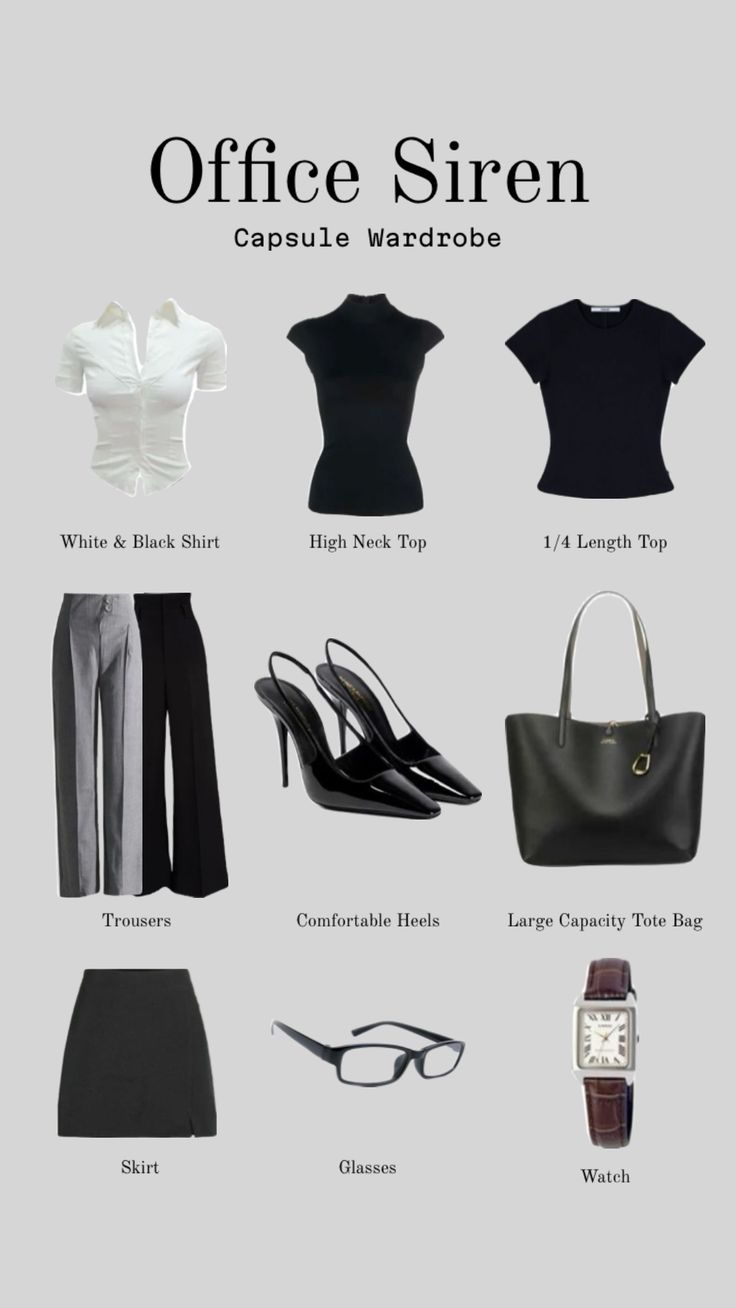 Office Siren
Capsule Wardrobe
White & Black Shirt
High Neck Top
1/4 Length Top
Trousers
Comfortable Heels
Large Capacity Tote Bag
Skirt
Glasses
Watch